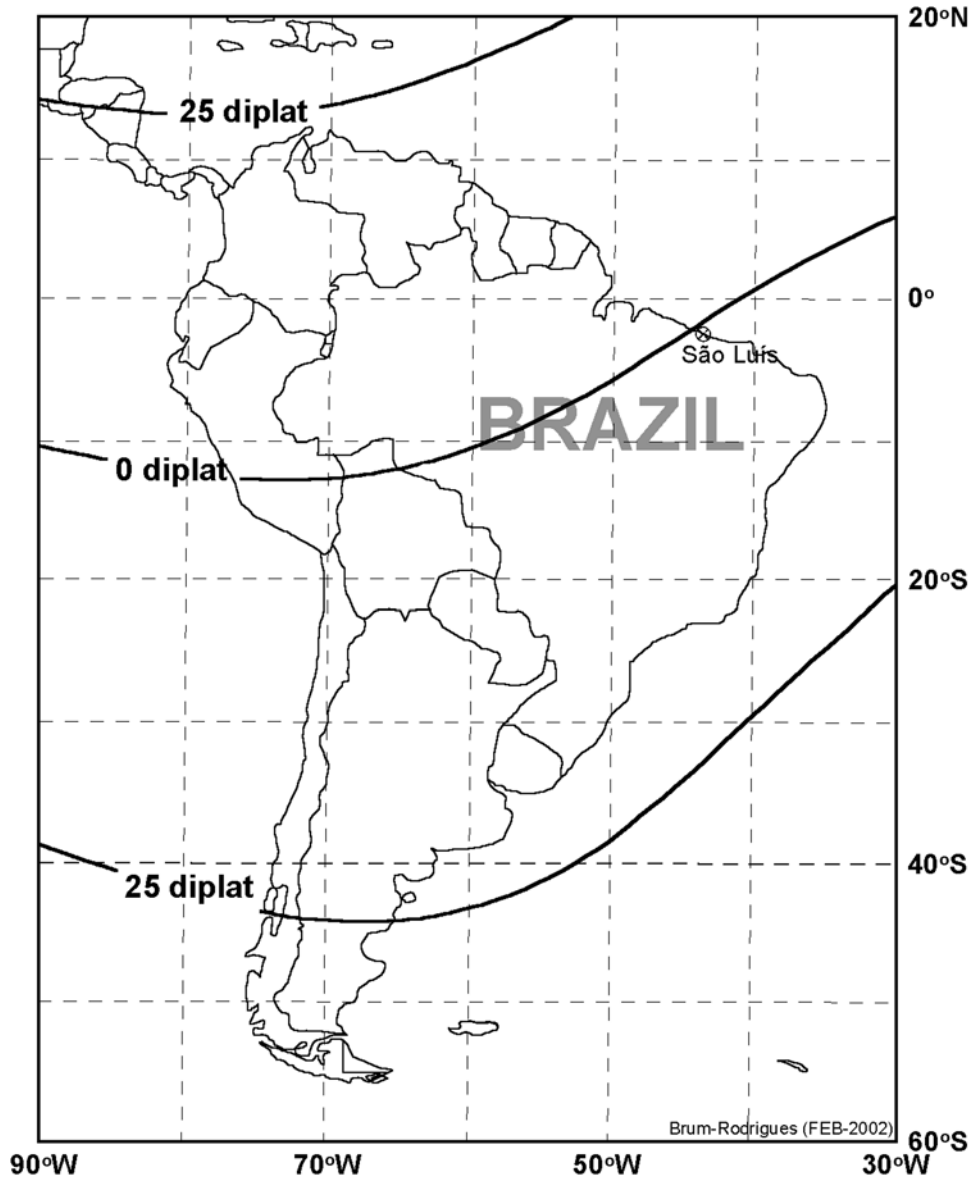 20°N
25 diplat
0°
São Luís
BRAZIL
0 diplat
20°S
40°S
25 diplat
Brum-Rodrigues (FEB-2002)
60°S
90°W 70°W 50°W 30°W